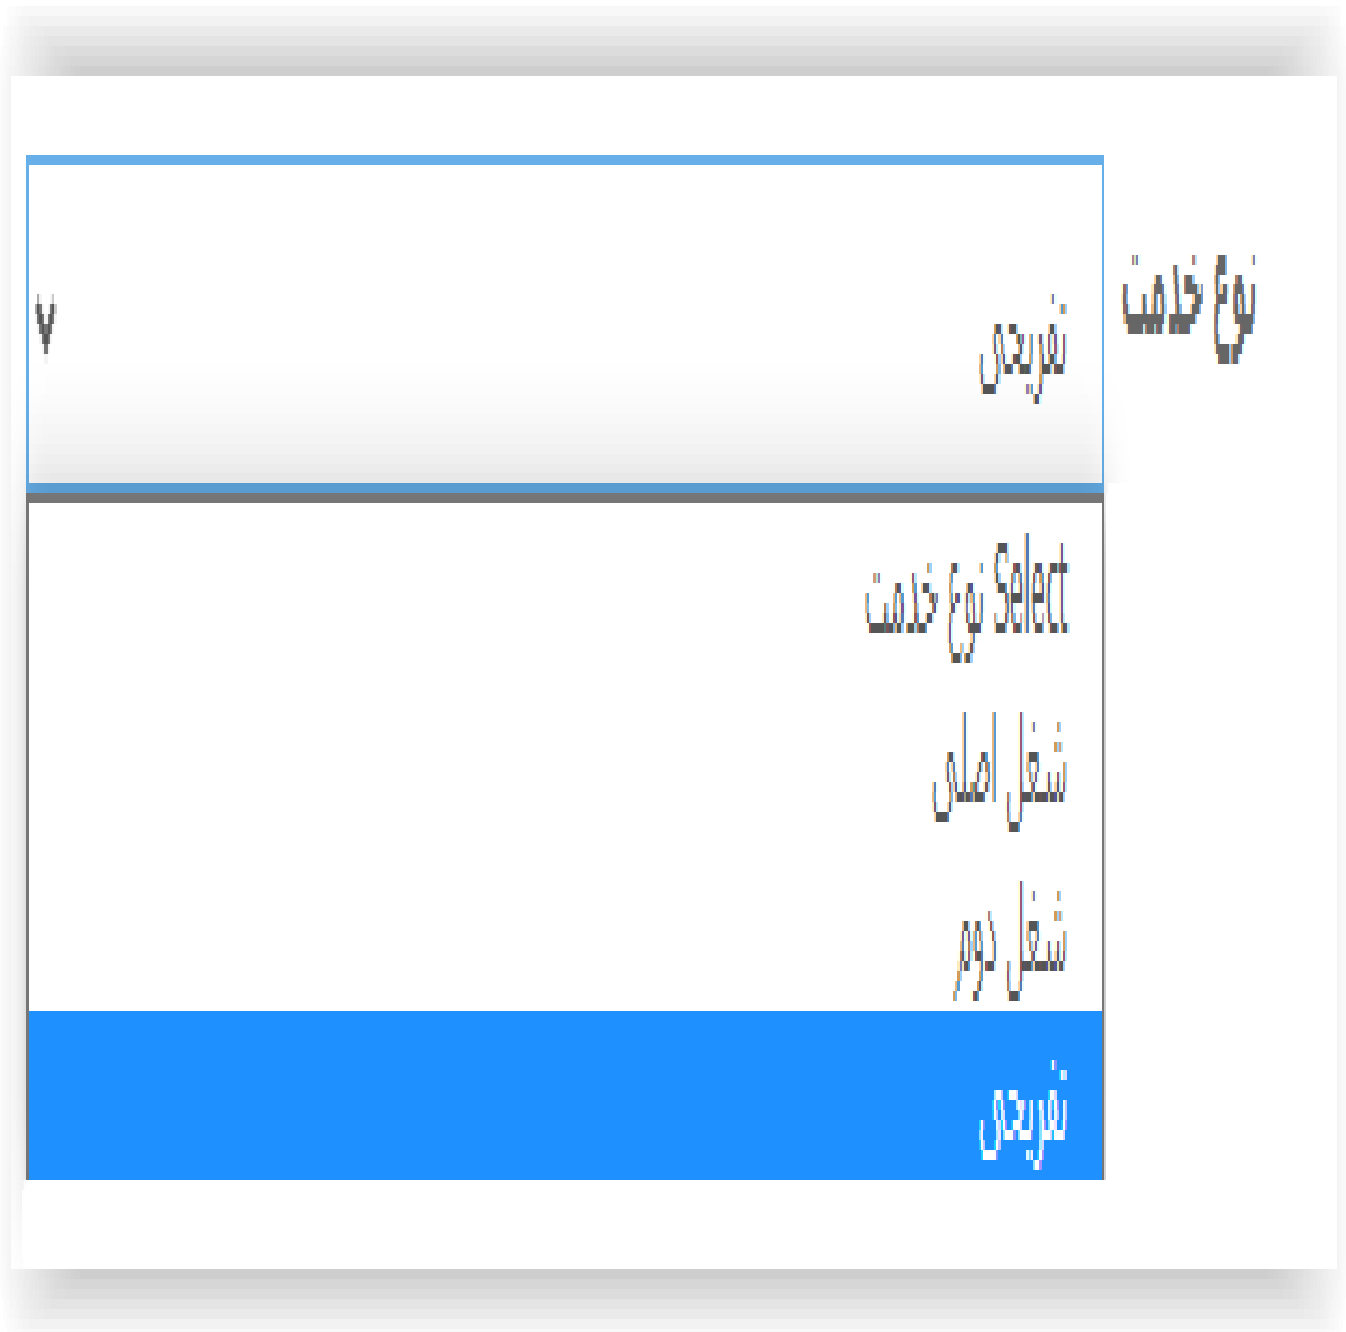 نوع خدمت
تفریحی
Select نوع خدمت
شغل اصلی
شغل دوم
تفریحی